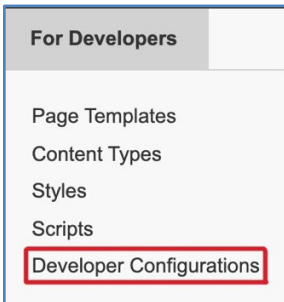 For Developers
Page Templates
Content Types
Styles
Scripts
Developer Configurations